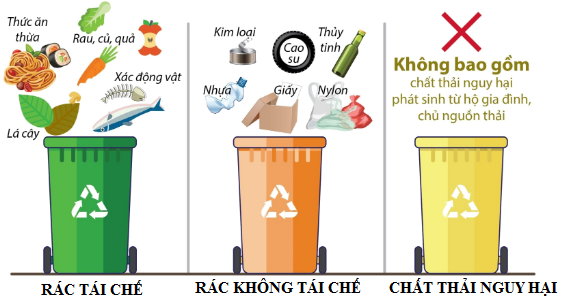 Thức ăn
thừa
Rau, củ, quả
Xác động vật
Lá cây
RÁC TÁI CHẾ
Kim loại
Cao
su
Thủy
tinh
Nhựa
Giấy
Nylon
RÁC KHÔNG TÁI CHẾ
Không bao gồm
chất thải nguy hại
phát sinh từ hộ gia đình,
chủ nguồn thải
CHẤT THẢI NGUY HẠI